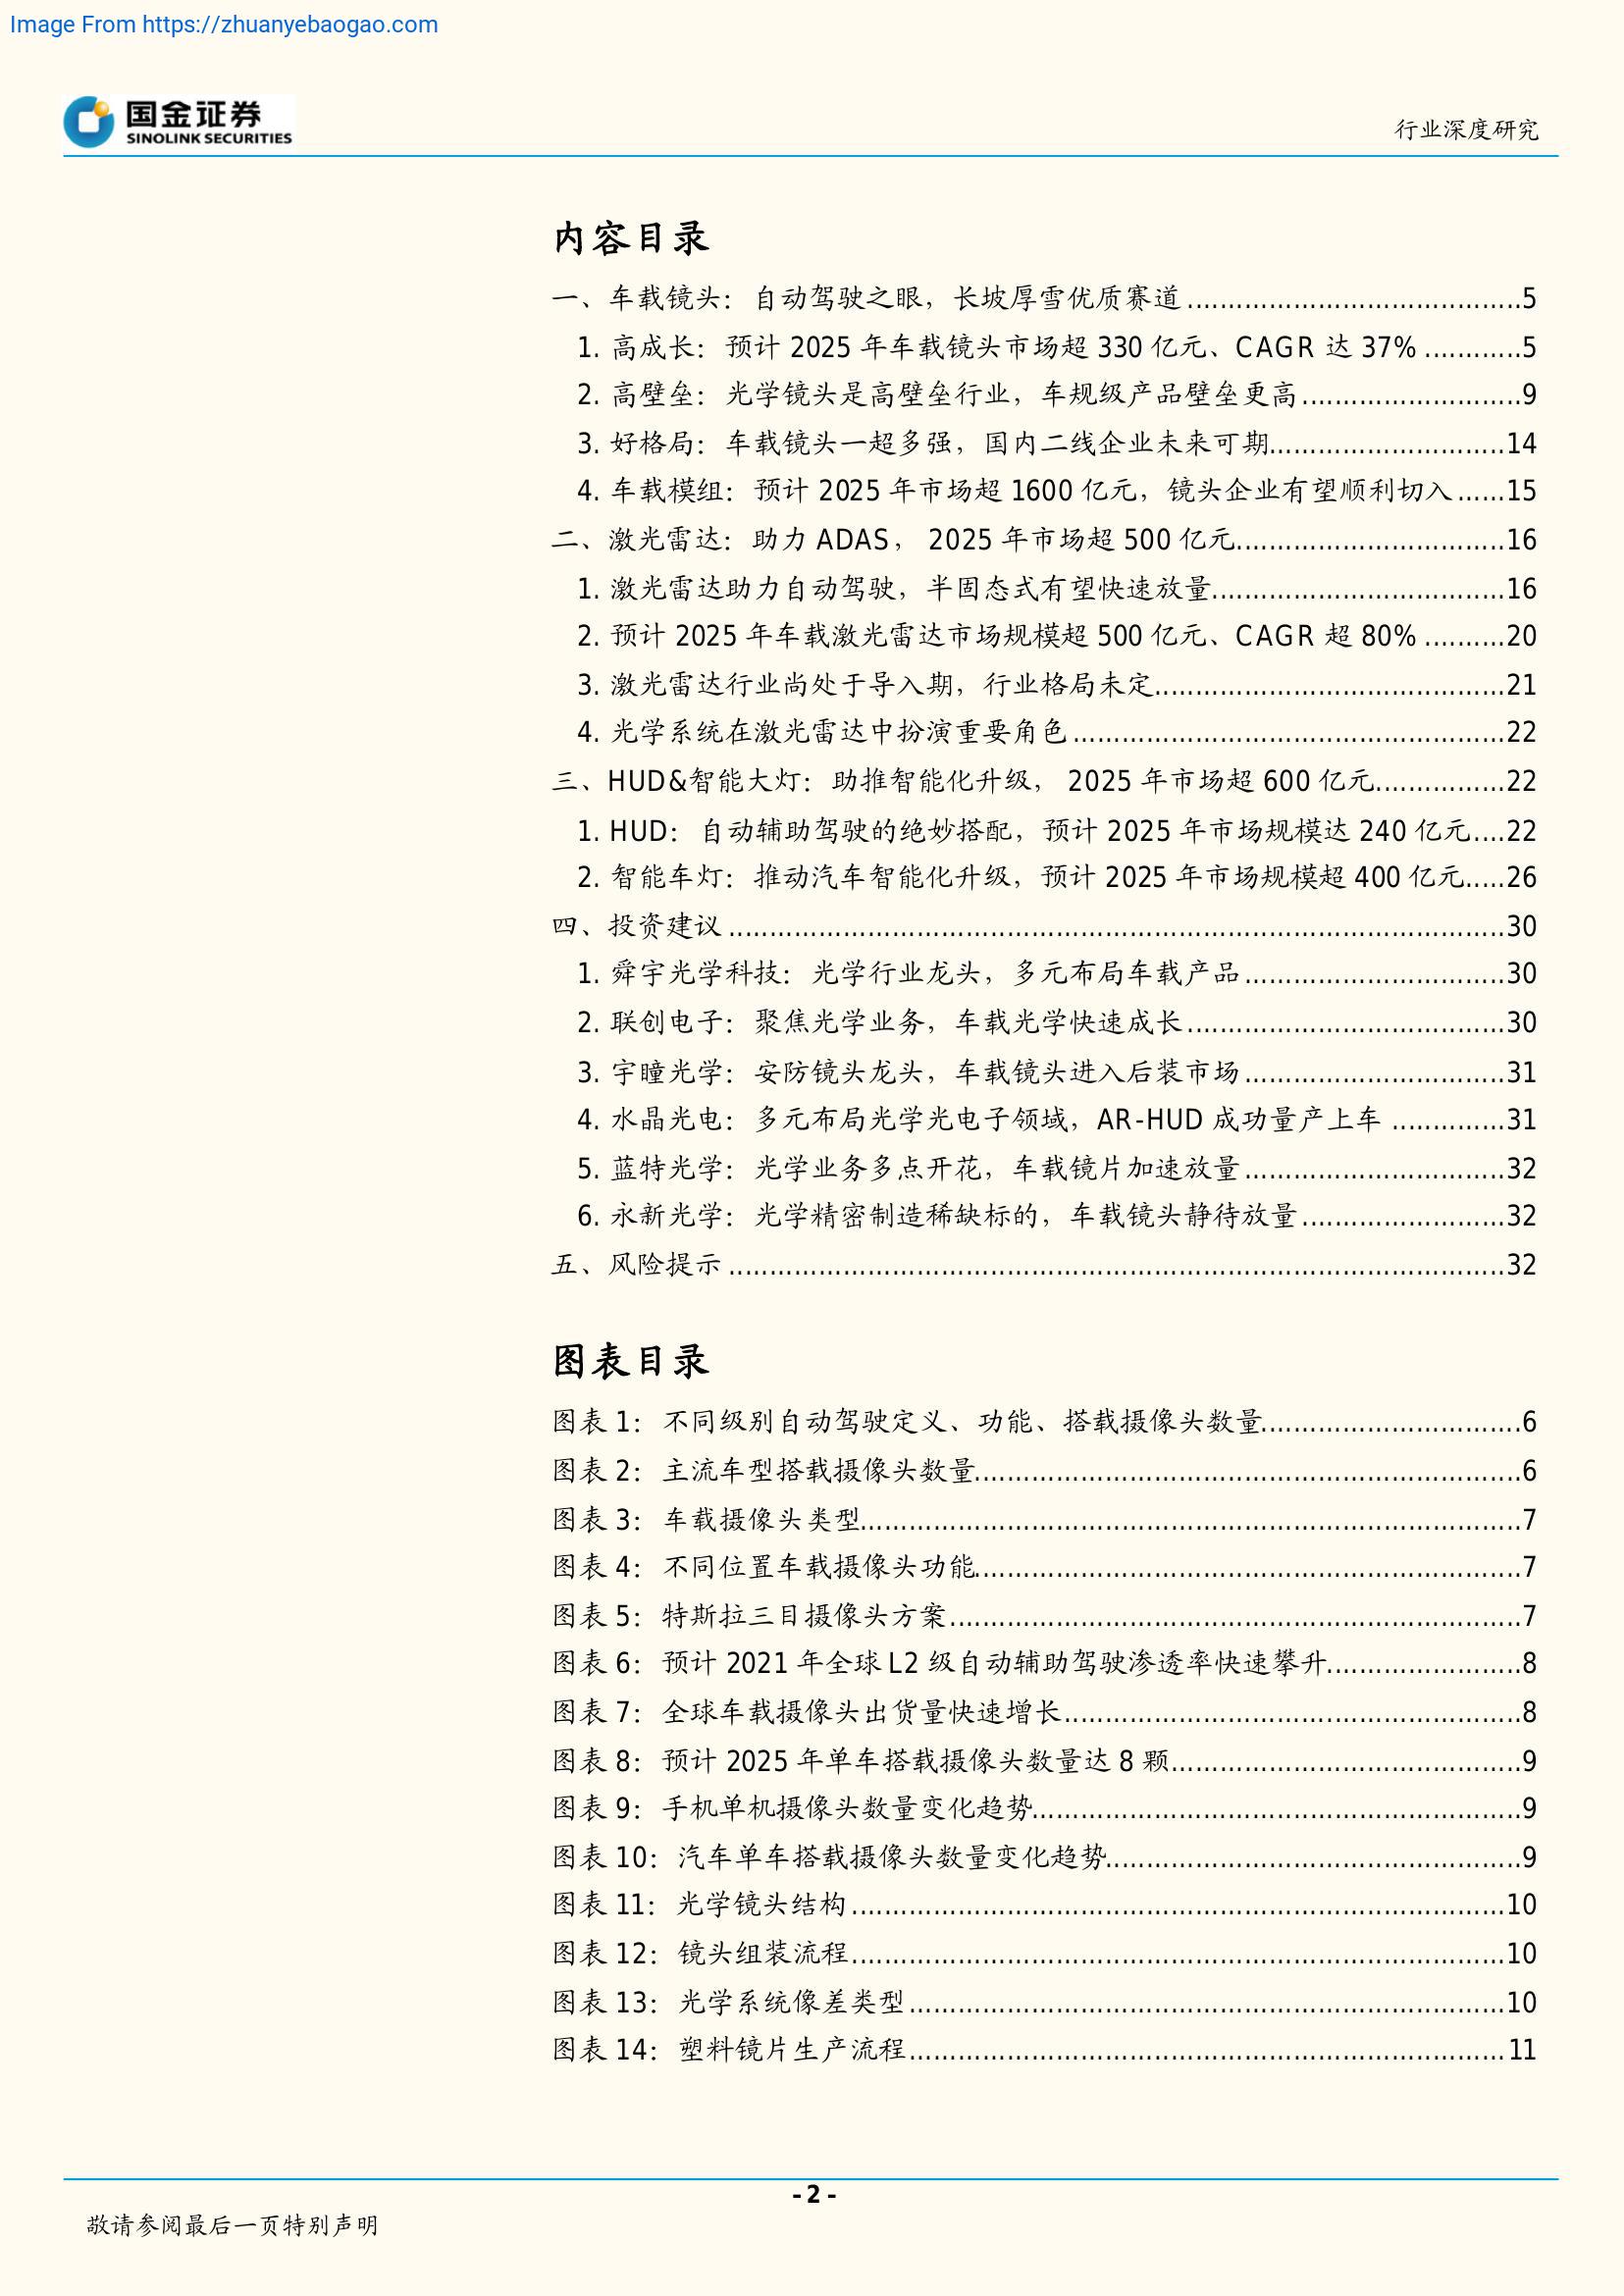 Image From https://zhuanyebaogao.com
国金证券
SINOLINK SECURITIES
行业深度研究
内容目录
一、车载镜头：自动驾驶之眼，长坡厚雪优质赛道.........................................5
1. 高成长：预计 2025 年车载镜头市场超 330 亿元、CAGR 达 37% ............5
2. 高壁垒：光学镜头是高壁垒行业，车规级产品壁垒更高...........................9
3. 好格局：车载镜头一超多强，国内二线企业未来可期.............................14
4. 车载模组：预计 2025 年市场超 1600 亿元，镜头企业有望顺利切入......15
二、激光雷达：助力 ADAS， 2025 年市场超 500 亿元.................................16
1. 激光雷达助力自动驾驶，半固态式有望快速放量....................................16
2. 预计 2025 年车载激光雷达市场规模超 500 亿元、CAGR 超 80% ..........20
3. 激光雷达行业尚处于导入期，行业格局未定...........................................21
4. 光学系统在激光雷达中扮演重要角色.....................................................22
三、HUD&智能大灯：助推智能化升级， 2025 年市场超 600 亿元................22
1. HUD：自动辅助驾驶的绝妙搭配，预计 2025 年市场规模达 240 亿元....22
2. 智能车灯：推动汽车智能化升级，预计 2025 年市场规模超 400 亿元.....26
四、投资建议...............................................................................................30
1. 舜宇光学科技：光学行业龙头，多元布局车载产品................................30
2. 联创电子：聚焦光学业务，车载光学快速成长.......................................30
3. 宇瞳光学：安防镜头龙头，车载镜头进入后装市场................................31
4. 水晶光电：多元布局光学光电子领域，AR-HUD 成功量产上车 ..............31
5. 蓝特光学：光学业务多点开花，车载镜片加速放量................................32
6. 永新光学：光学精密制造稀缺标的，车载镜头静待放量.........................32
五、风险提示...............................................................................................32
图表目录
图表 1：不同级别自动驾驶定义、功能、搭载摄像头数量................................6
图表 2：主流车型搭载摄像头数量...................................................................6
图表 3：车载摄像头类型.................................................................................7
图表 4：不同位置车载摄像头功能...................................................................7
图表 5：特斯拉三目摄像头方案......................................................................7
图表 6：预计 2021 年全球 L2 级自动辅助驾驶渗透率快速攀升........................8
图表 7：全球车载摄像头出货量快速增长........................................................8
图表 8：预计 2025 年单车搭载摄像头数量达 8 颗...........................................9
图表 9：手机单机摄像头数量变化趋势............................................................9
图表 10：汽车单车搭载摄像头数量变化趋势...................................................9
图表 11：光学镜头结构................................................................................10
图表 12：镜头组装流程................................................................................10
图表 13：光学系统像差类型.........................................................................10
图表 14：塑料镜片生产流程.........................................................................11
- 2 -
敬请参阅最后一页特别声明